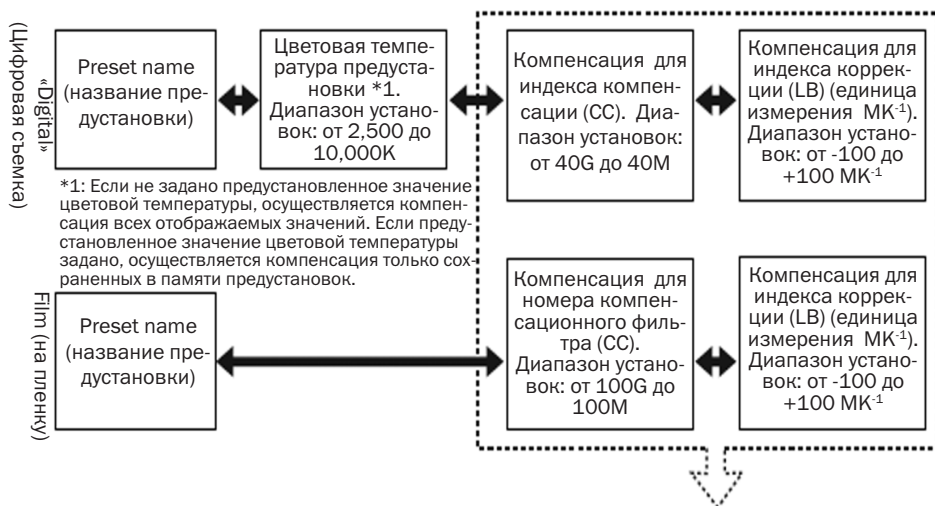 «Digital»
(Цифровая съемка)
Preset name
(название пре-
дустановки)
Цветовая темпе-
ратура предуста-
новки *1.
Диапазон устано-
вок: от 2,500 до
10,000K
Компенсация для
индекса компен-
сации (CC). Диа-
пазон установок:
от 40G до 40M
Компенсация для
индекса коррек-
ции (LB) (единица
измерения MK-1).
Диапазон устано-
вок: от -100 до
+100 MK-1
*1: Если не задано предустановленное значение
цветовой температуры, осуществляется компен-
сация всех отображаемых значений. Если преду-
становленное значение цветовой температуры
задано, осуществляется компенсация только сох-
раненных в памяти предустановок.
Film (на пленку)
Preset name
(название пре-
дустановки)
Компенсация для
номера компен-
сационного филь-
тра (CC).
Диапазон устано-
вок: от 100G до
100M
Компенсация для
индекса коррек-
ции (LB) (единица
измерения MK-1).
Диапазон устано-
вок: от -100 до
+100 MK-1